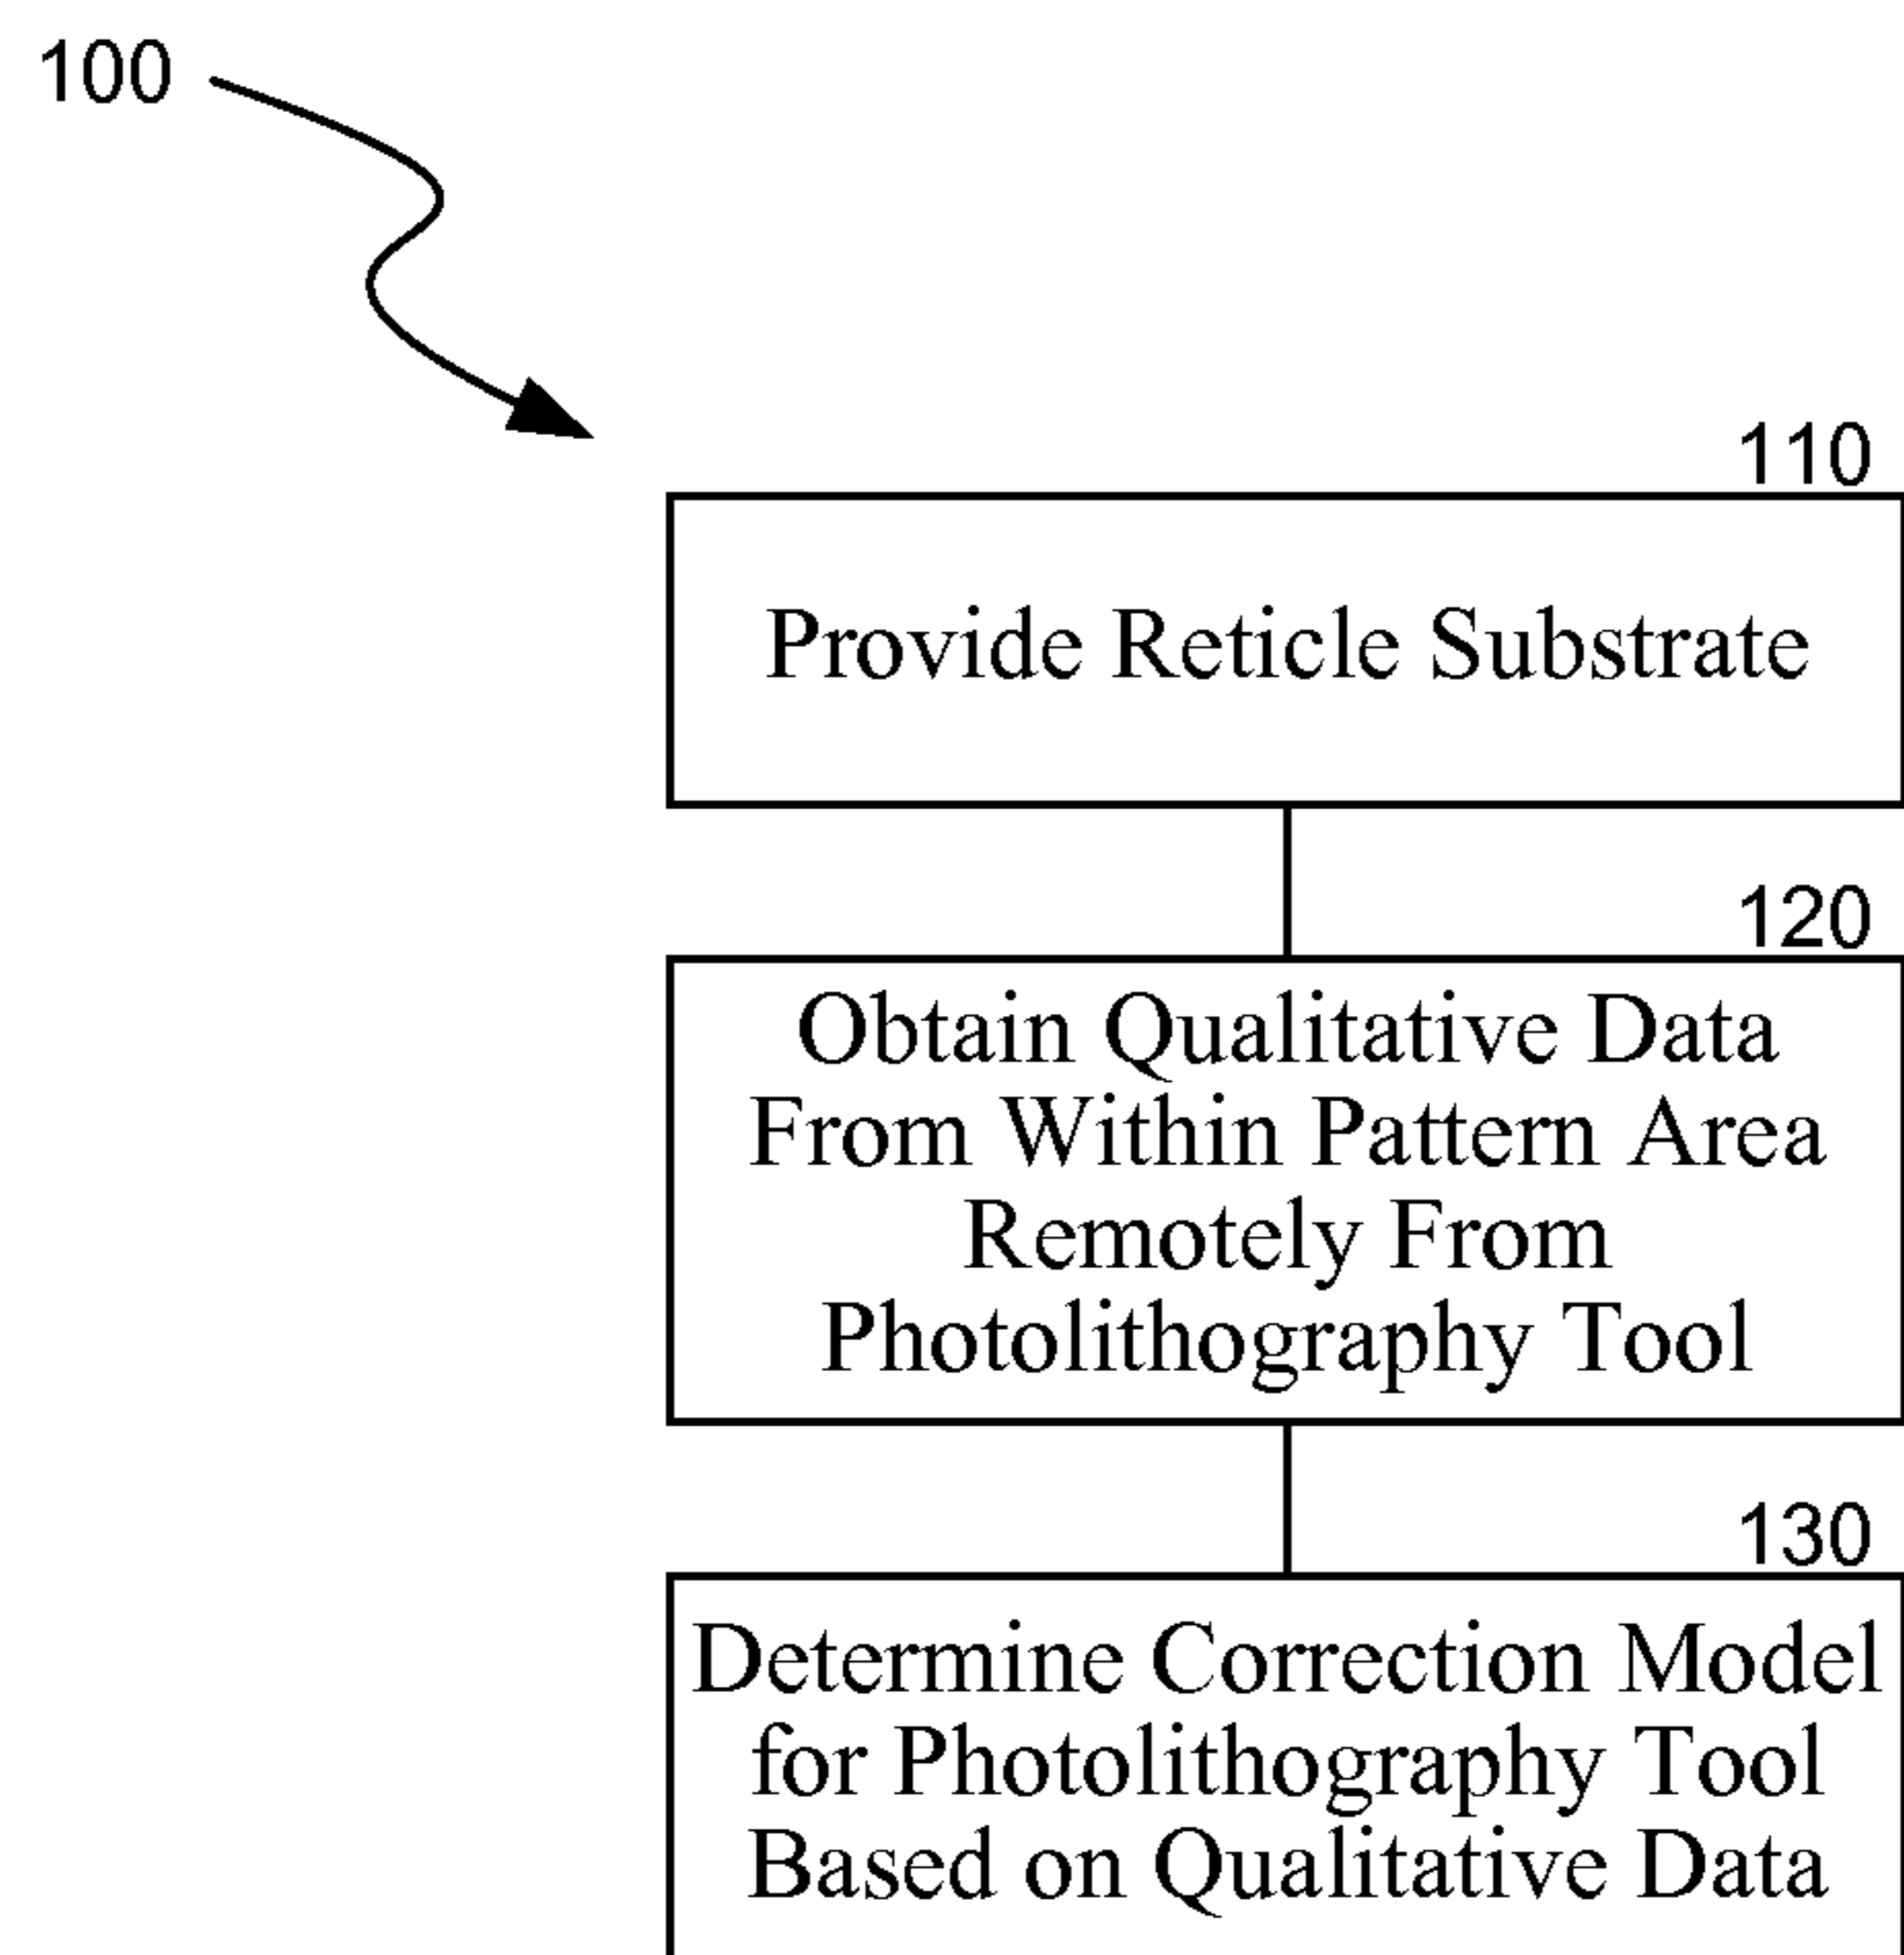 100
110
Provide Reticle Substrate
120
Obtain Qualitative Data
From Within Pattern Area
Remotely From
Photolithography Tool
130
Determine Correction Model
for Photolithography Tool
Based on Qualitative Data